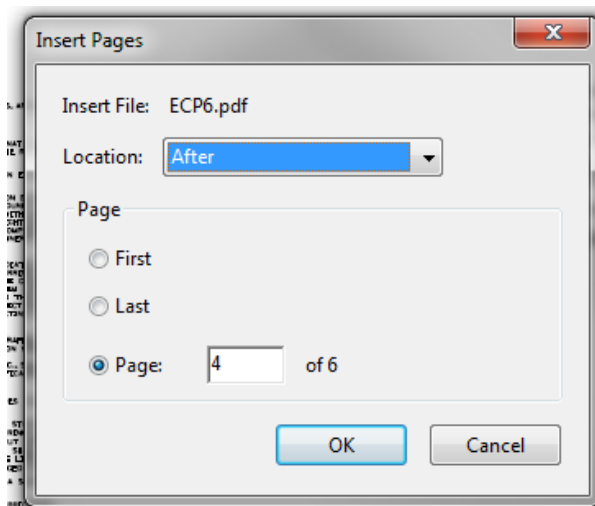 Insert Pages
Insert File: ECP6.pdf
Location: After
Page
First
Last
Page: 4 of 6
OK Cancel